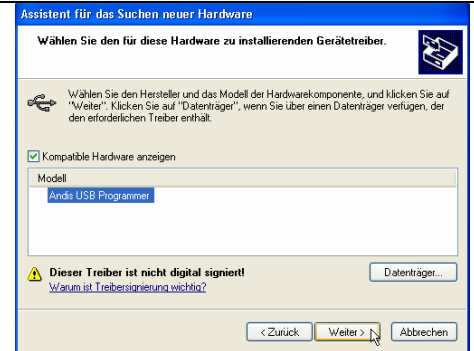 Assistent für das Suchen neuer Hardware
Wählen Sie den für diese Hardware zu installierenden Gerätetreiber.
Wählen Sie den Hersteller und das Modell der Hardwarekomponente, und klicken Sie auf
"Weiter". Klicken Sie auf "Datenträger", wenn Sie über einen Datenträger verfügen, der
den erforderlichen Treiber enthält.
Kompatible Hardware anzeigen
Modell
Andis USB Programmer
Dieser Treiber ist nicht digital signiert!
Datenträger...
Warum ist Treibersignierung wichtig?
< Zurück
Weiter >
Abbrechen